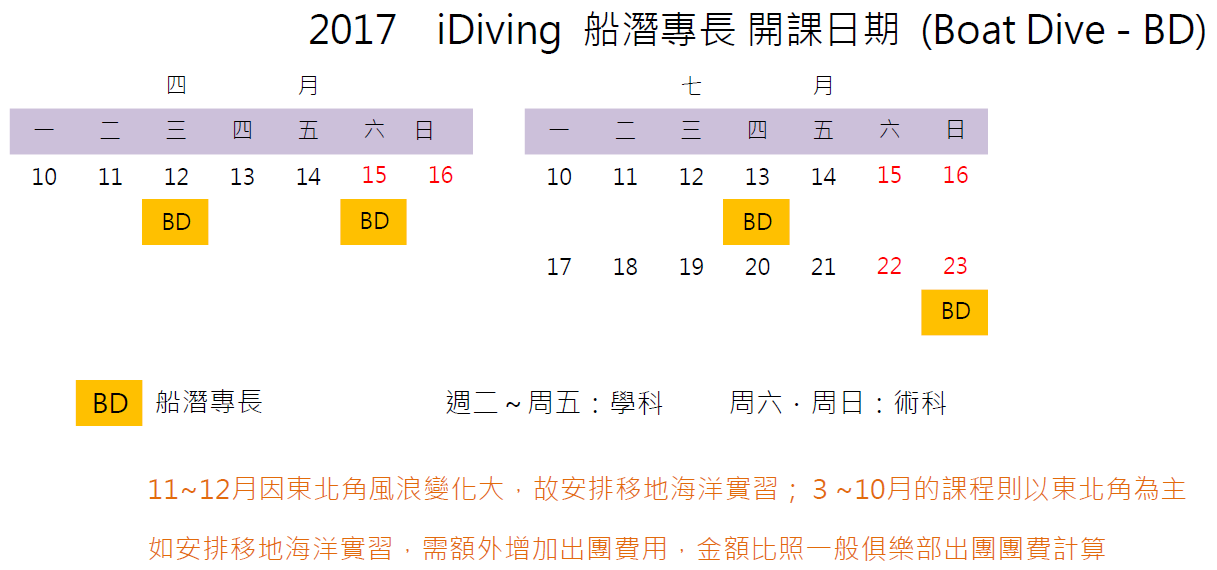 2017 iDiving 船潛專長 開課日期 (Boat Dive - BD)
四 月 七 月
一 二 三 四 五 六 日 一 二 三 四 五 六 日
10 11 12 13 14 15 16 10 11 12 13 14 15 16
BD BD BD
17 18 19 20 21 22 23
BD
BD 船潛專長 週二～周五：學科 周六．周日：術科
11~12月因東北角風浪變化大，故安排移地海洋實習； 3 ~10月的課程則以東北角為主
如安排移地海洋實習，需額外增加出團費用，金額比照一般俱樂部出團團費計算